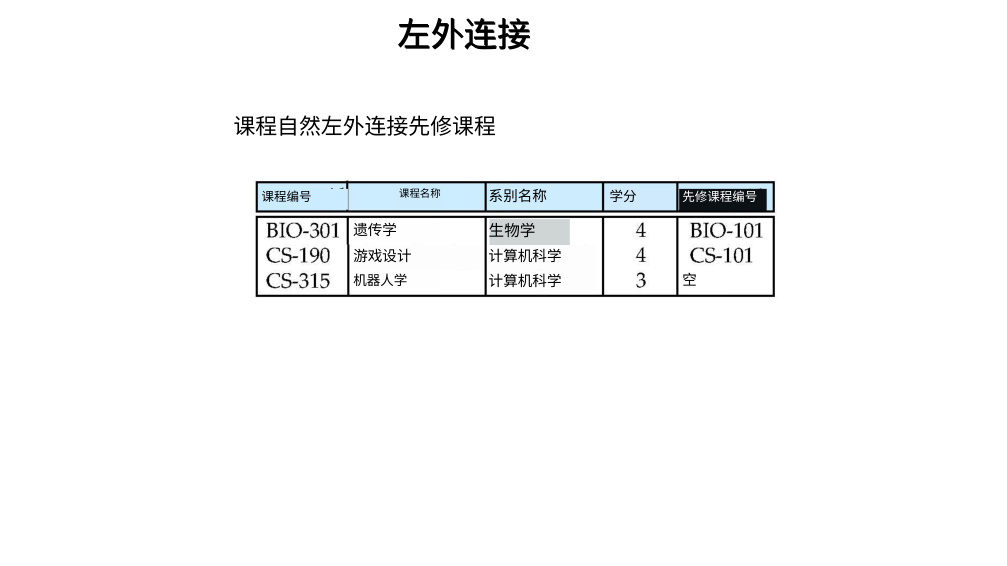 左外连接
课程自然左外连接先修课程
课程编号 课程名称 系别名称 学分 先修课程编号
BIO-301 遗传学 生物学 4 BIO-101
CS-190 游戏设计 计算机科学 4 CS-101
CS-315 机器人学 计算机科学 3 空